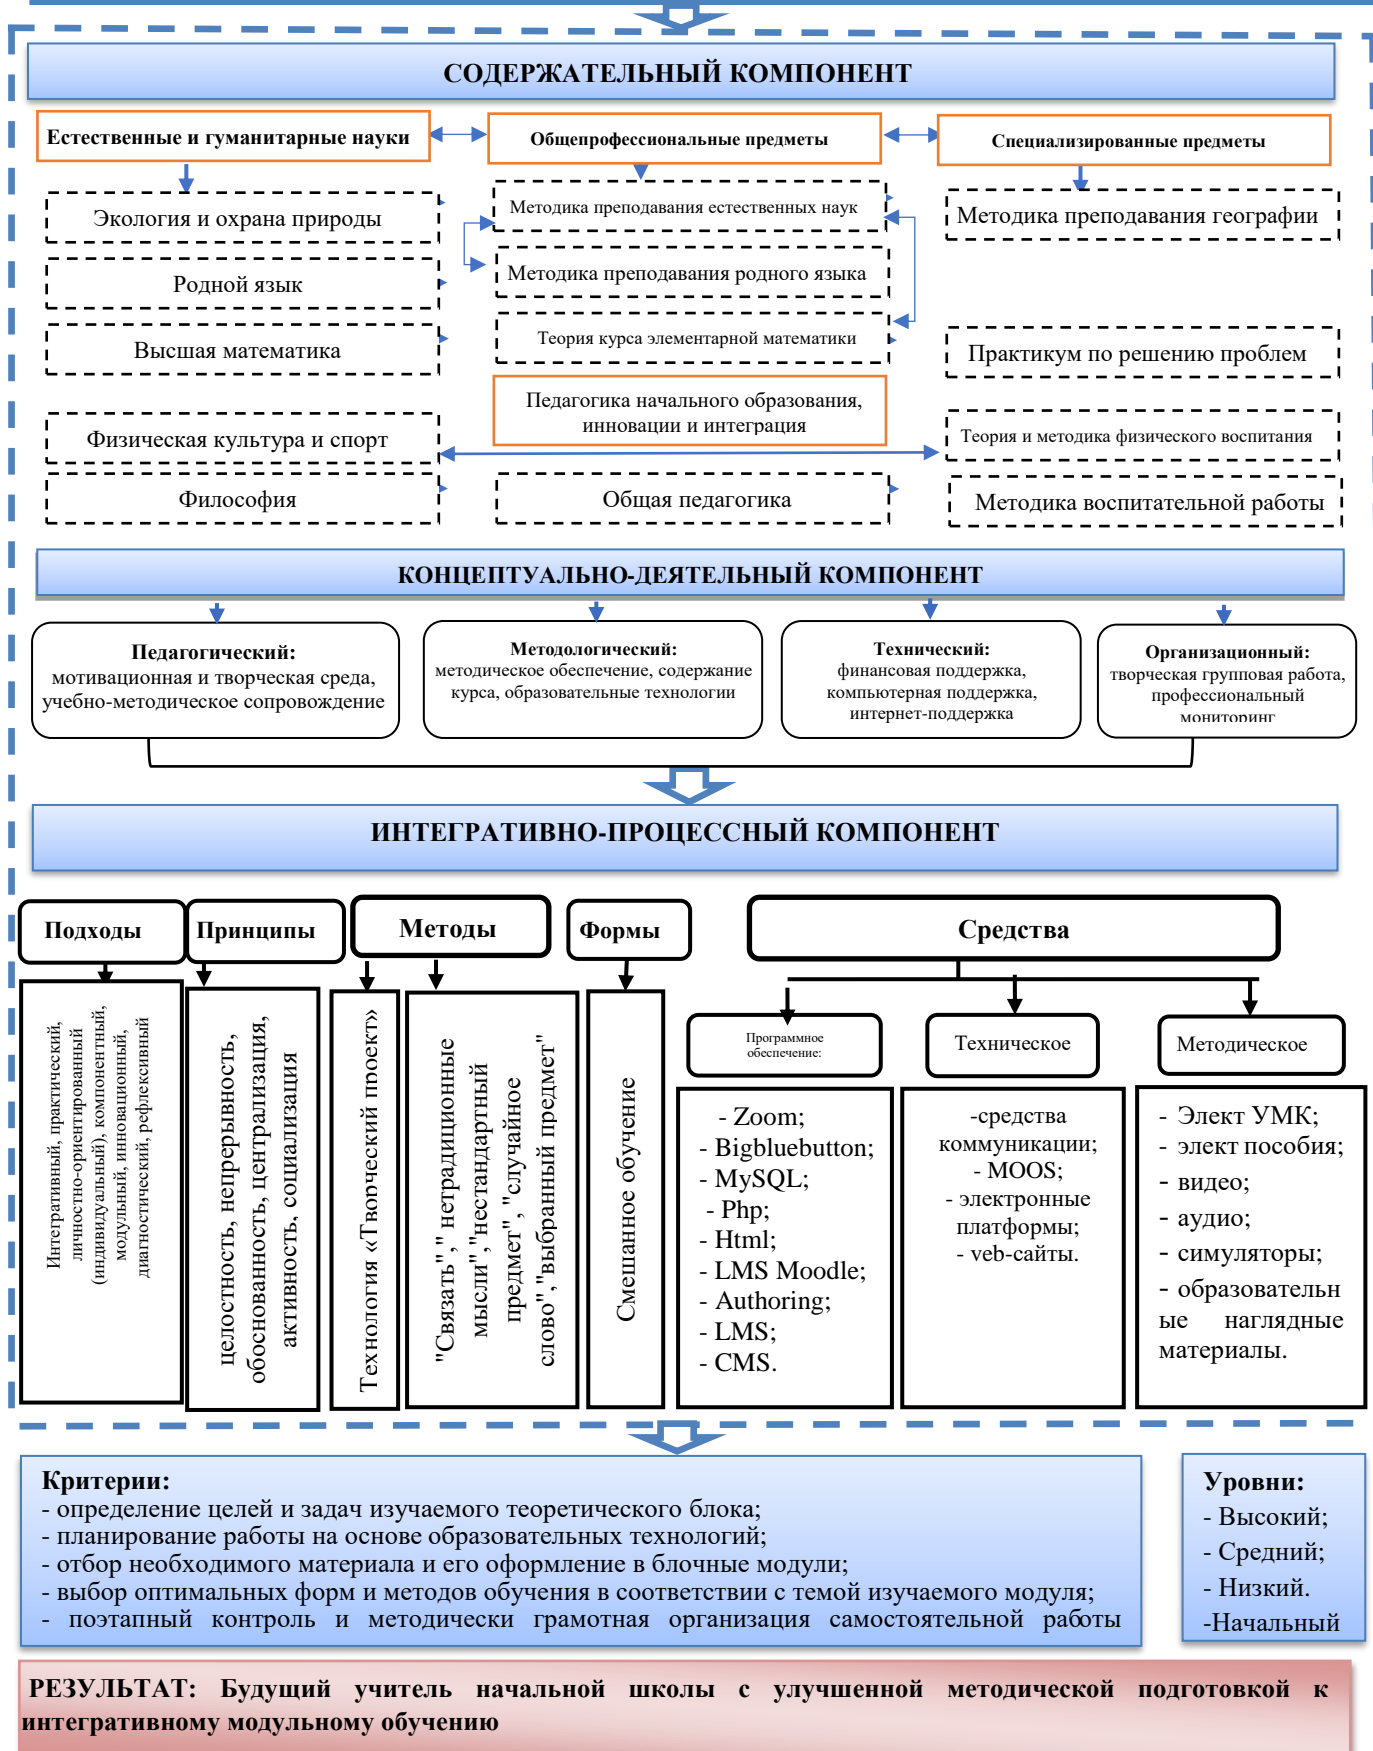 СОДЕРЖАТЕЛЬНЫЙ КОМПОНЕНТ
Естественные и гуманитарные науки
Общепрофессиональные предметы
Специализированные предметы
Экология и охрана природы
Методика преподавания естественных наук
Методика преподавания географии
Родной язык
Методика преподавания родного языка
Высшая математика
Теория курса элементарной математики
Практикум по решению проблем
Педагогика начального образования,
инновации и интеграция
Физическая культура и спорт
Теория и методика физического воспитания
Философия
Общая педагогика
Методика воспитательной работы
КОНЦЕПТУАЛЬНО-ДЕЯТЕЛЬНЫЙ КОМПОНЕНТ
Педагогический:
мотивационная и творческая среда,
учебно-методическое сопровождение
Методологический:
методическое обеспечение, содержание
курса, образовательные технологии
Технический:
финансовая поддержка,
компьютерная поддержка,
интернет-поддержка
Организационный:
творческая групповая работа,
профессиональный
мониторинг
ИНТЕГРАТИВНО-ПРОЦЕССНЫЙ КОМПОНЕНТ
Подходы
Принципы
Методы
Формы
Средства
Интегративный, практический,
личностно-ориентированный
(индивидуальный), компонентный,
модульный, инновационный,
диагностический, рефлексивный
целостность, непрерывность,
обоснованность, централизация,
активность, социализация
Технология «Творческий проект»
"Связать"," нетрадиционные
мысли","нестандартный
предмет", "случайное
слово","выбранный предмет"
Смешанное обучение
Программное
обеспечение:
Техническое
Методическое
- Zoom;
- Bigbluebutton;
- MySQL;
- Php;
- Html;
- LMS Moodle;
- Authoring;
- LMS;
- CMS.
-средства
коммуникации;
- MOOS;
- электронные
платформы;
- veb-сайты.
- Элект УМК;
- элект пособия;
- видео;
- аудио;
- симуляторы;
- образовательн
ые наглядные
материалы.
Критерии:
- определение целей и задач изучаемого теоретического блока;
- планирование работы на основе образовательных технологий;
- отбор необходимого материала и его оформление в блочные модули;
- выбор оптимальных форм и методов обучения в соответствии с темой изучаемого модуля;
- поэтапный контроль и методически грамотная организация самостоятельной работы
Уровни:
- Высокий;
- Средний;
- Низкий.
-Начальный
РЕЗУЛЬТАТ: Будущий учитель начальной школы с улучшенной методической подготовкой к
интегративному модульному обучению